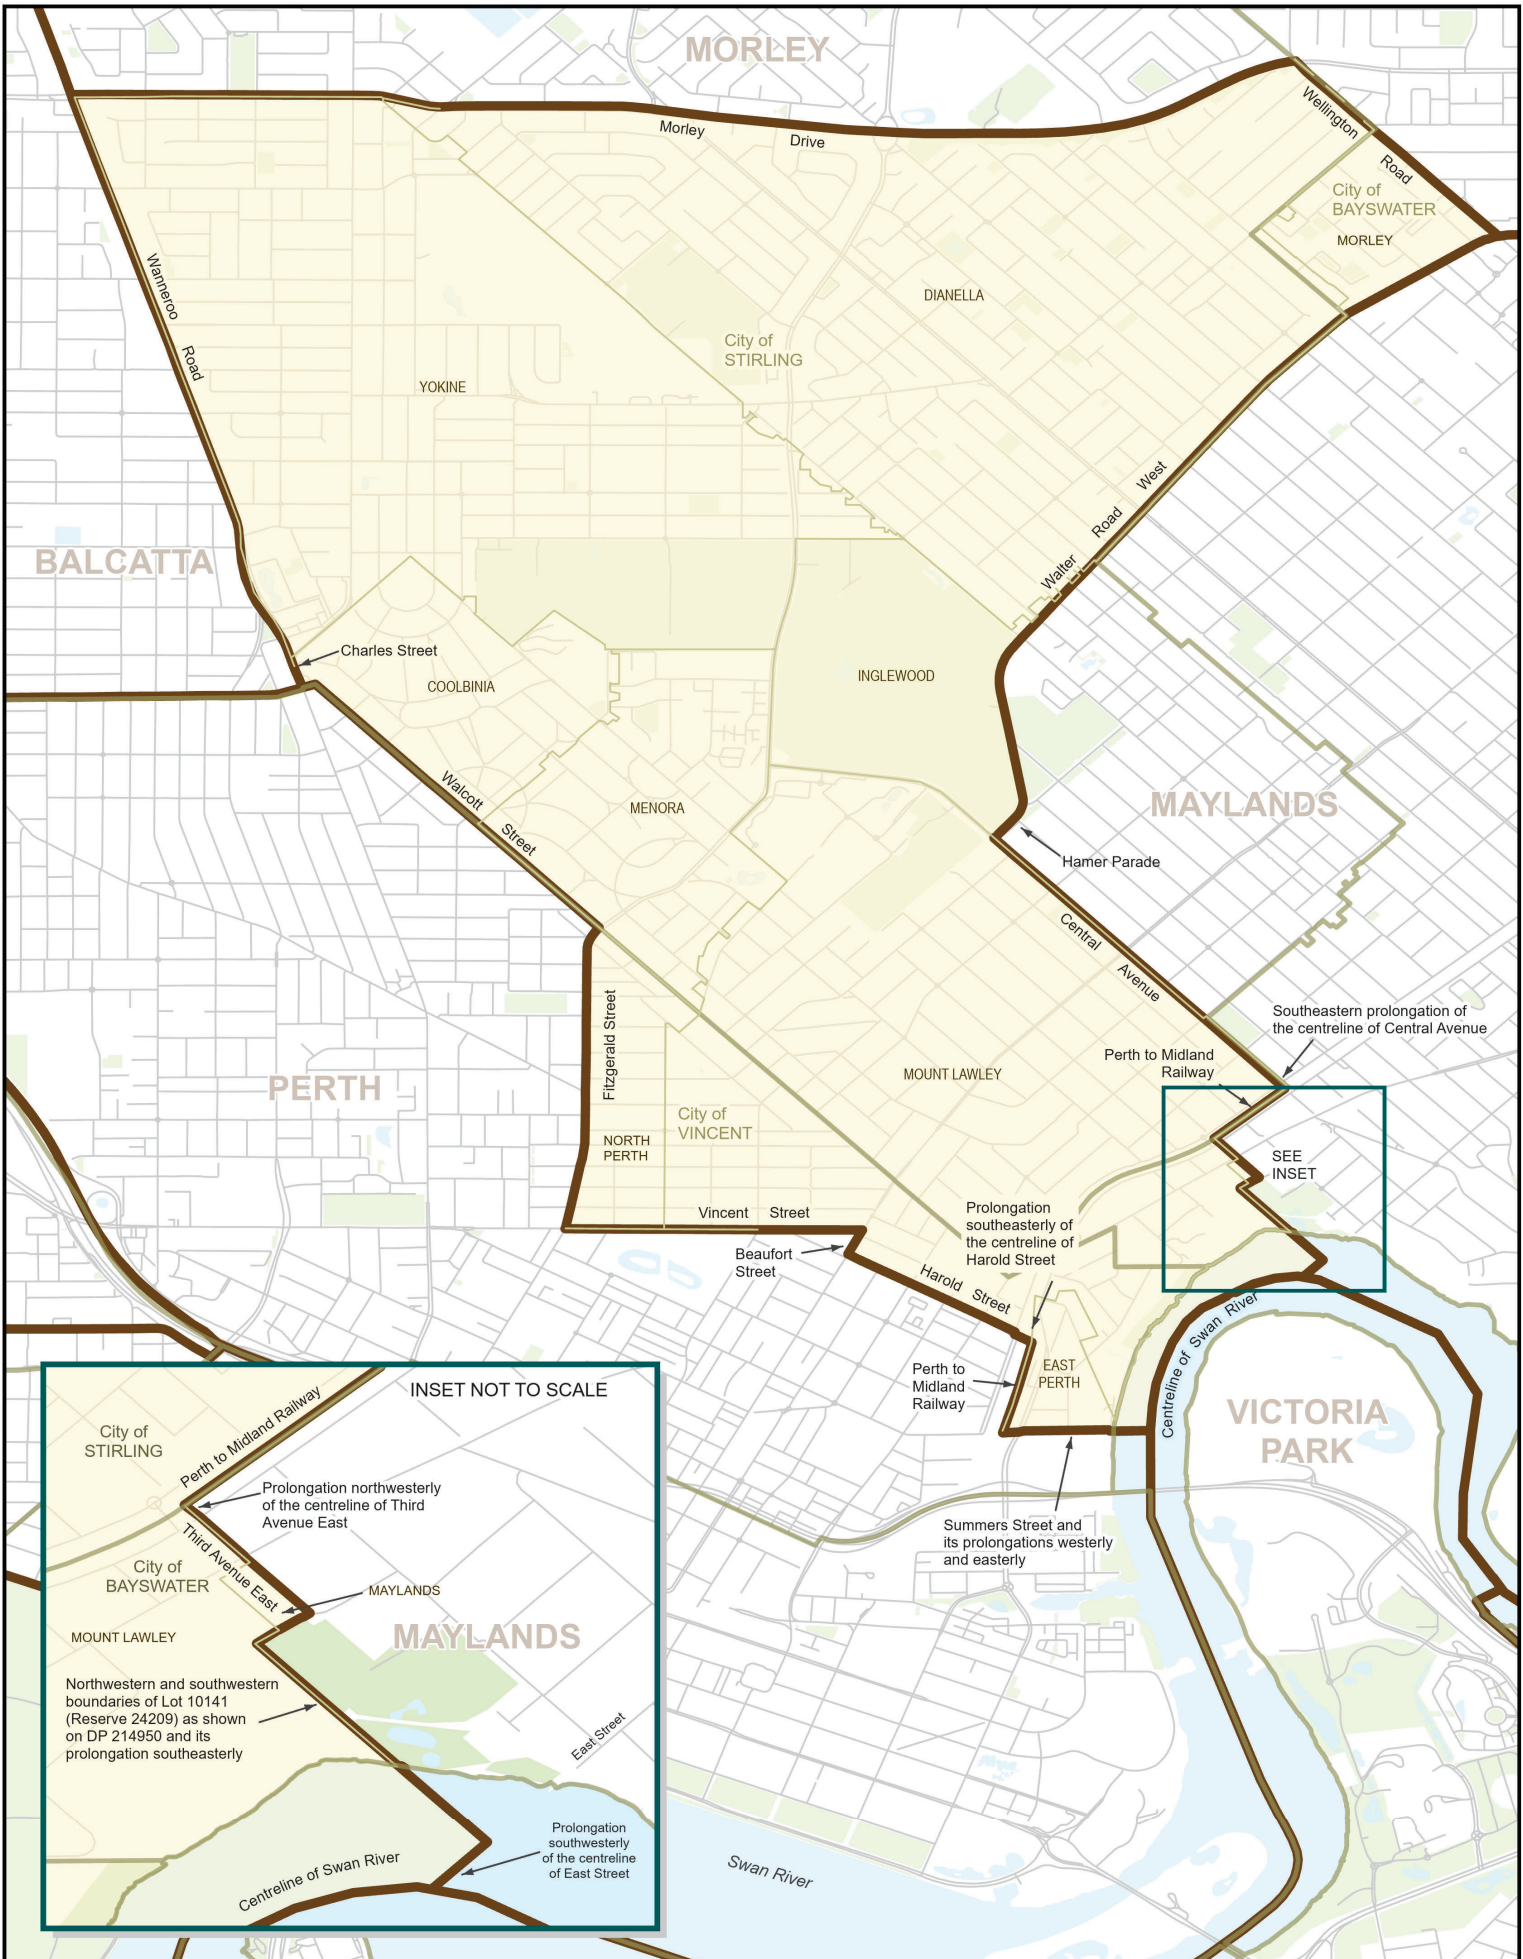 MORLEY
Morley
Drive
Wellington
Road
City of
BAYSWATER
MORLEY
Wanneroo
Road
DIANELLA
City of
STIRLING
YOKINE
West
Road
Walter
BALCATTA
Charles Street
COOLBINIA
INGLEWOOD
Walcott
Street
MENORA
MAYLANDS
Hamer Parade
Central
Avenue
Southeastern prolongation of
the centreline of Central Avenue
Perth to Midland
Railway
Fitzgerald Street
PERTH
MOUNT LAWLEY
City of
VINCENT
NORTH
PERTH
SEE
INSET
Vincent Street
Prolongation
southeasterly of
the centreline of
Harold Street
Beaufort
Street
Harold Street
Centreline of Swan River
Perth to
Midland
Railway
EAST
PERTH
VICTORIA
PARK
Summers Street and
its prolongations westerly
and easterly
INSET NOT TO SCALE
City of
STIRLING
Perth to Midland Railway
Prolongation northwesterly
of the centreline of Third
Avenue East
Third Avenue East
City of
BAYSWATER
MAYLANDS
MOUNT LAWLEY
MAYLANDS
Northwestern and southwestern
boundaries of Lot 10141
(Reserve 24209) as shown
on DP 214950 and its
prolongation southeasterly
East Street
Prolongation
southwesterly
of the centreline
of East Street
Centreline of Swan River
Swan River